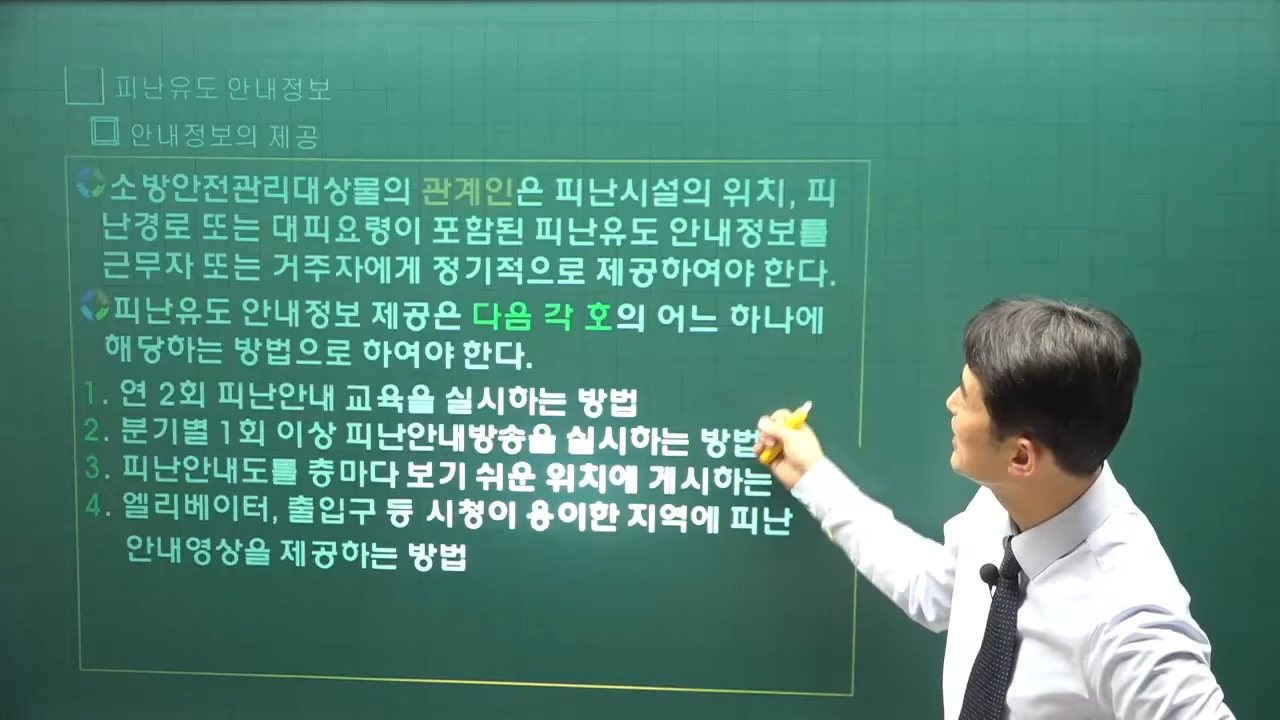 피난유도 안내정보
안내정보의 제공
소방안전관리대상물의 관계인은 피난시설의 위치, 피
난경로 또는 대피요령이 포함된 피난유도 안내정보를
근무자 또는 거주자에게 정기적으로 제공하여야 한다.
피난유도 안내정보 제공은 다음 각 호의 어느 하나에
해당하는 방법으로 하여야 한다.
1. 연 2회 피난안내 교육을 실시하는 방법
2. 분기별 1회 이상 피난안내방송을 실시하는 방법
3. 피난안내도를 층마다 보기 쉬운 위치에 게시하는
4. 엘리베이터, 출입구 등 시청이 용이한 지역에 피난
안내영상을 제공하는 방법